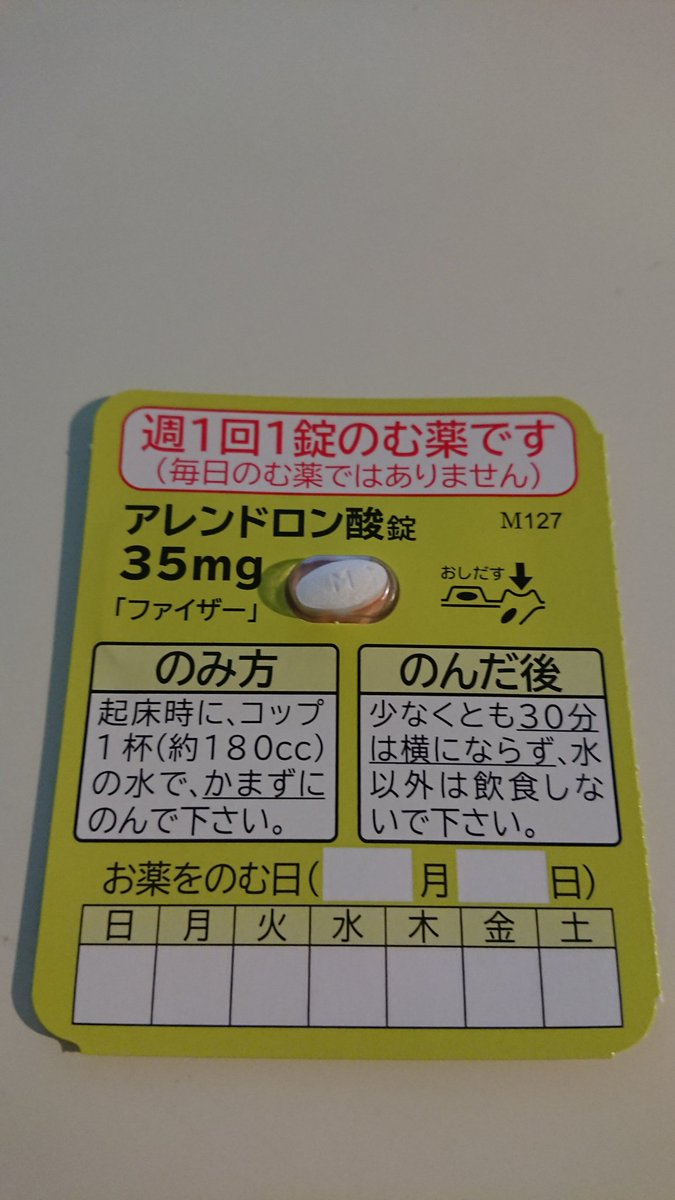 週1回1錠のむ薬です
（毎日のむ薬ではありません）
アレンドロン酸錠
M127
35mg
おしだす
「ファイザー」
M
のみ方
起床時に、コップ
1杯(約180cc)
の水で、かまずに
のんで下さい。
のんだ後
少なくとも30分
は横にならず、水
以外は飲食しな
いで下さい。
お薬をのむ日(　月　日)
日 月 火 水 木 金 土